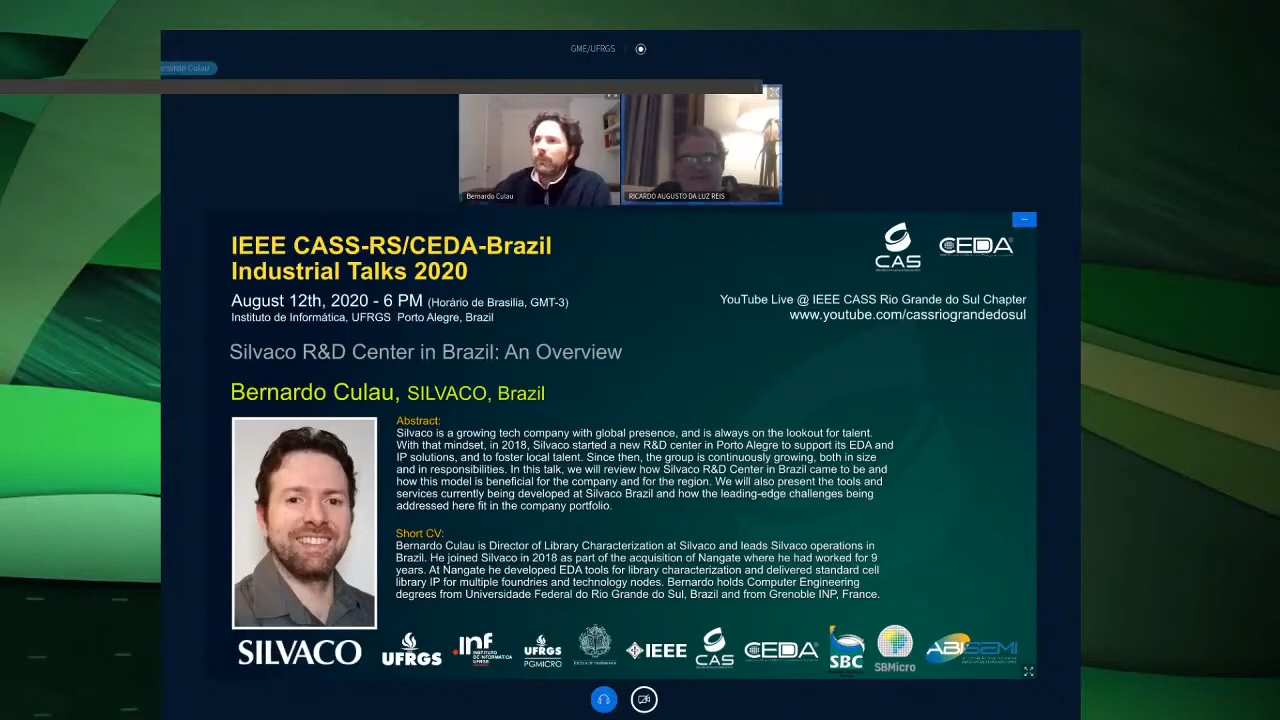 GME/UFRGS
Bernardo Culau
RICARDO AUGUSTO DA LUZ REIS
IEEE CASS-RS/CEDA-Brazil
Industrial Talks 2020
CAS
CEDA
August 12th, 2020 - 6 PM (Horário de Brasilia, GMT-3)
Instituto de Informática, UFRGS Porto Alegre, Brazil
YouTube Live @ IEEE CASS Rio Grande do Sul Chapter
www.youtube.com/cassriograndedosul
Silvaco R&D Center in Brazil: An Overview
Bernardo Culau, SILVACO, Brazil
Abstract:
Silvaco is a growing tech company with global presence, and is always on the lookout for talent.
With that mindset, in 2018, Silvaco started a new R&D center in Porto Alegre to support its EDA and
IP solutions, and to foster local talent. Since then, the group is continuously growing, both in size
and in responsibilities. In this talk, we will review how Silvaco R&D Center in Brazil came to be and
how this model is beneficial for the company and for the region. We will also present the tools and
services currently being developed at Silvaco Brazil and how the leading-edge challenges being
addressed here fit in the company portfolio.
Short CV:
Bernardo Culau is Director of Library Characterization at Silvaco and leads Silvaco operations in
Brazil. He joined Silvaco in 2018 as part of the acquisition of Nangate where he had worked for 9
years. At Nangate he developed EDA tools for library characterization and delivered standard cell
library IP for multiple foundries and technology nodes. Bernardo holds Computer Engineering
degrees from Universidade Federal do Rio Grande do Sul, Brazil and from Grenoble INP, France.
SILVACO
UFRGS
inf
INSTITUTO
DE INFORMÁTICA
UFRGS
UFRGS
PGMICRO
IEEE
CAS
CEDA
SBC
SBMicro
ABISEMI